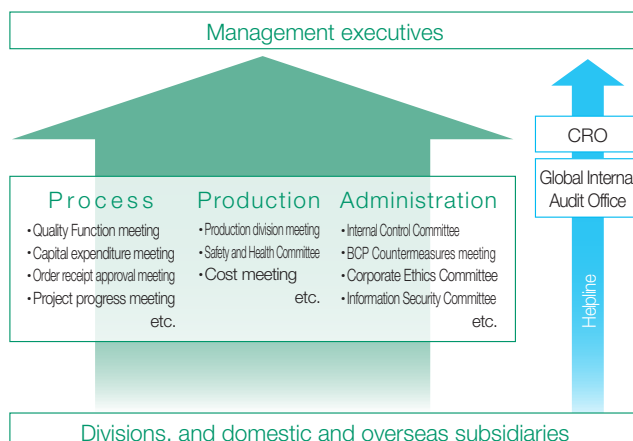 Management executives
CRO
Global Internal
Audit Office
Helpline
Process
• Quality Function meeting
• Capital expenditure meeting
• Order receipt approval meeting
• Project progress meeting
etc.
Production
• Production division meeting
• Safety and Health Committee
• Cost meeting
etc.
Administration
• Internal Control Committee
• BCP Countermeasures meeting
• Corporate Ethics Committee
• Information Security Committee
etc.
Divisions, and domestic and overseas subsidiaries